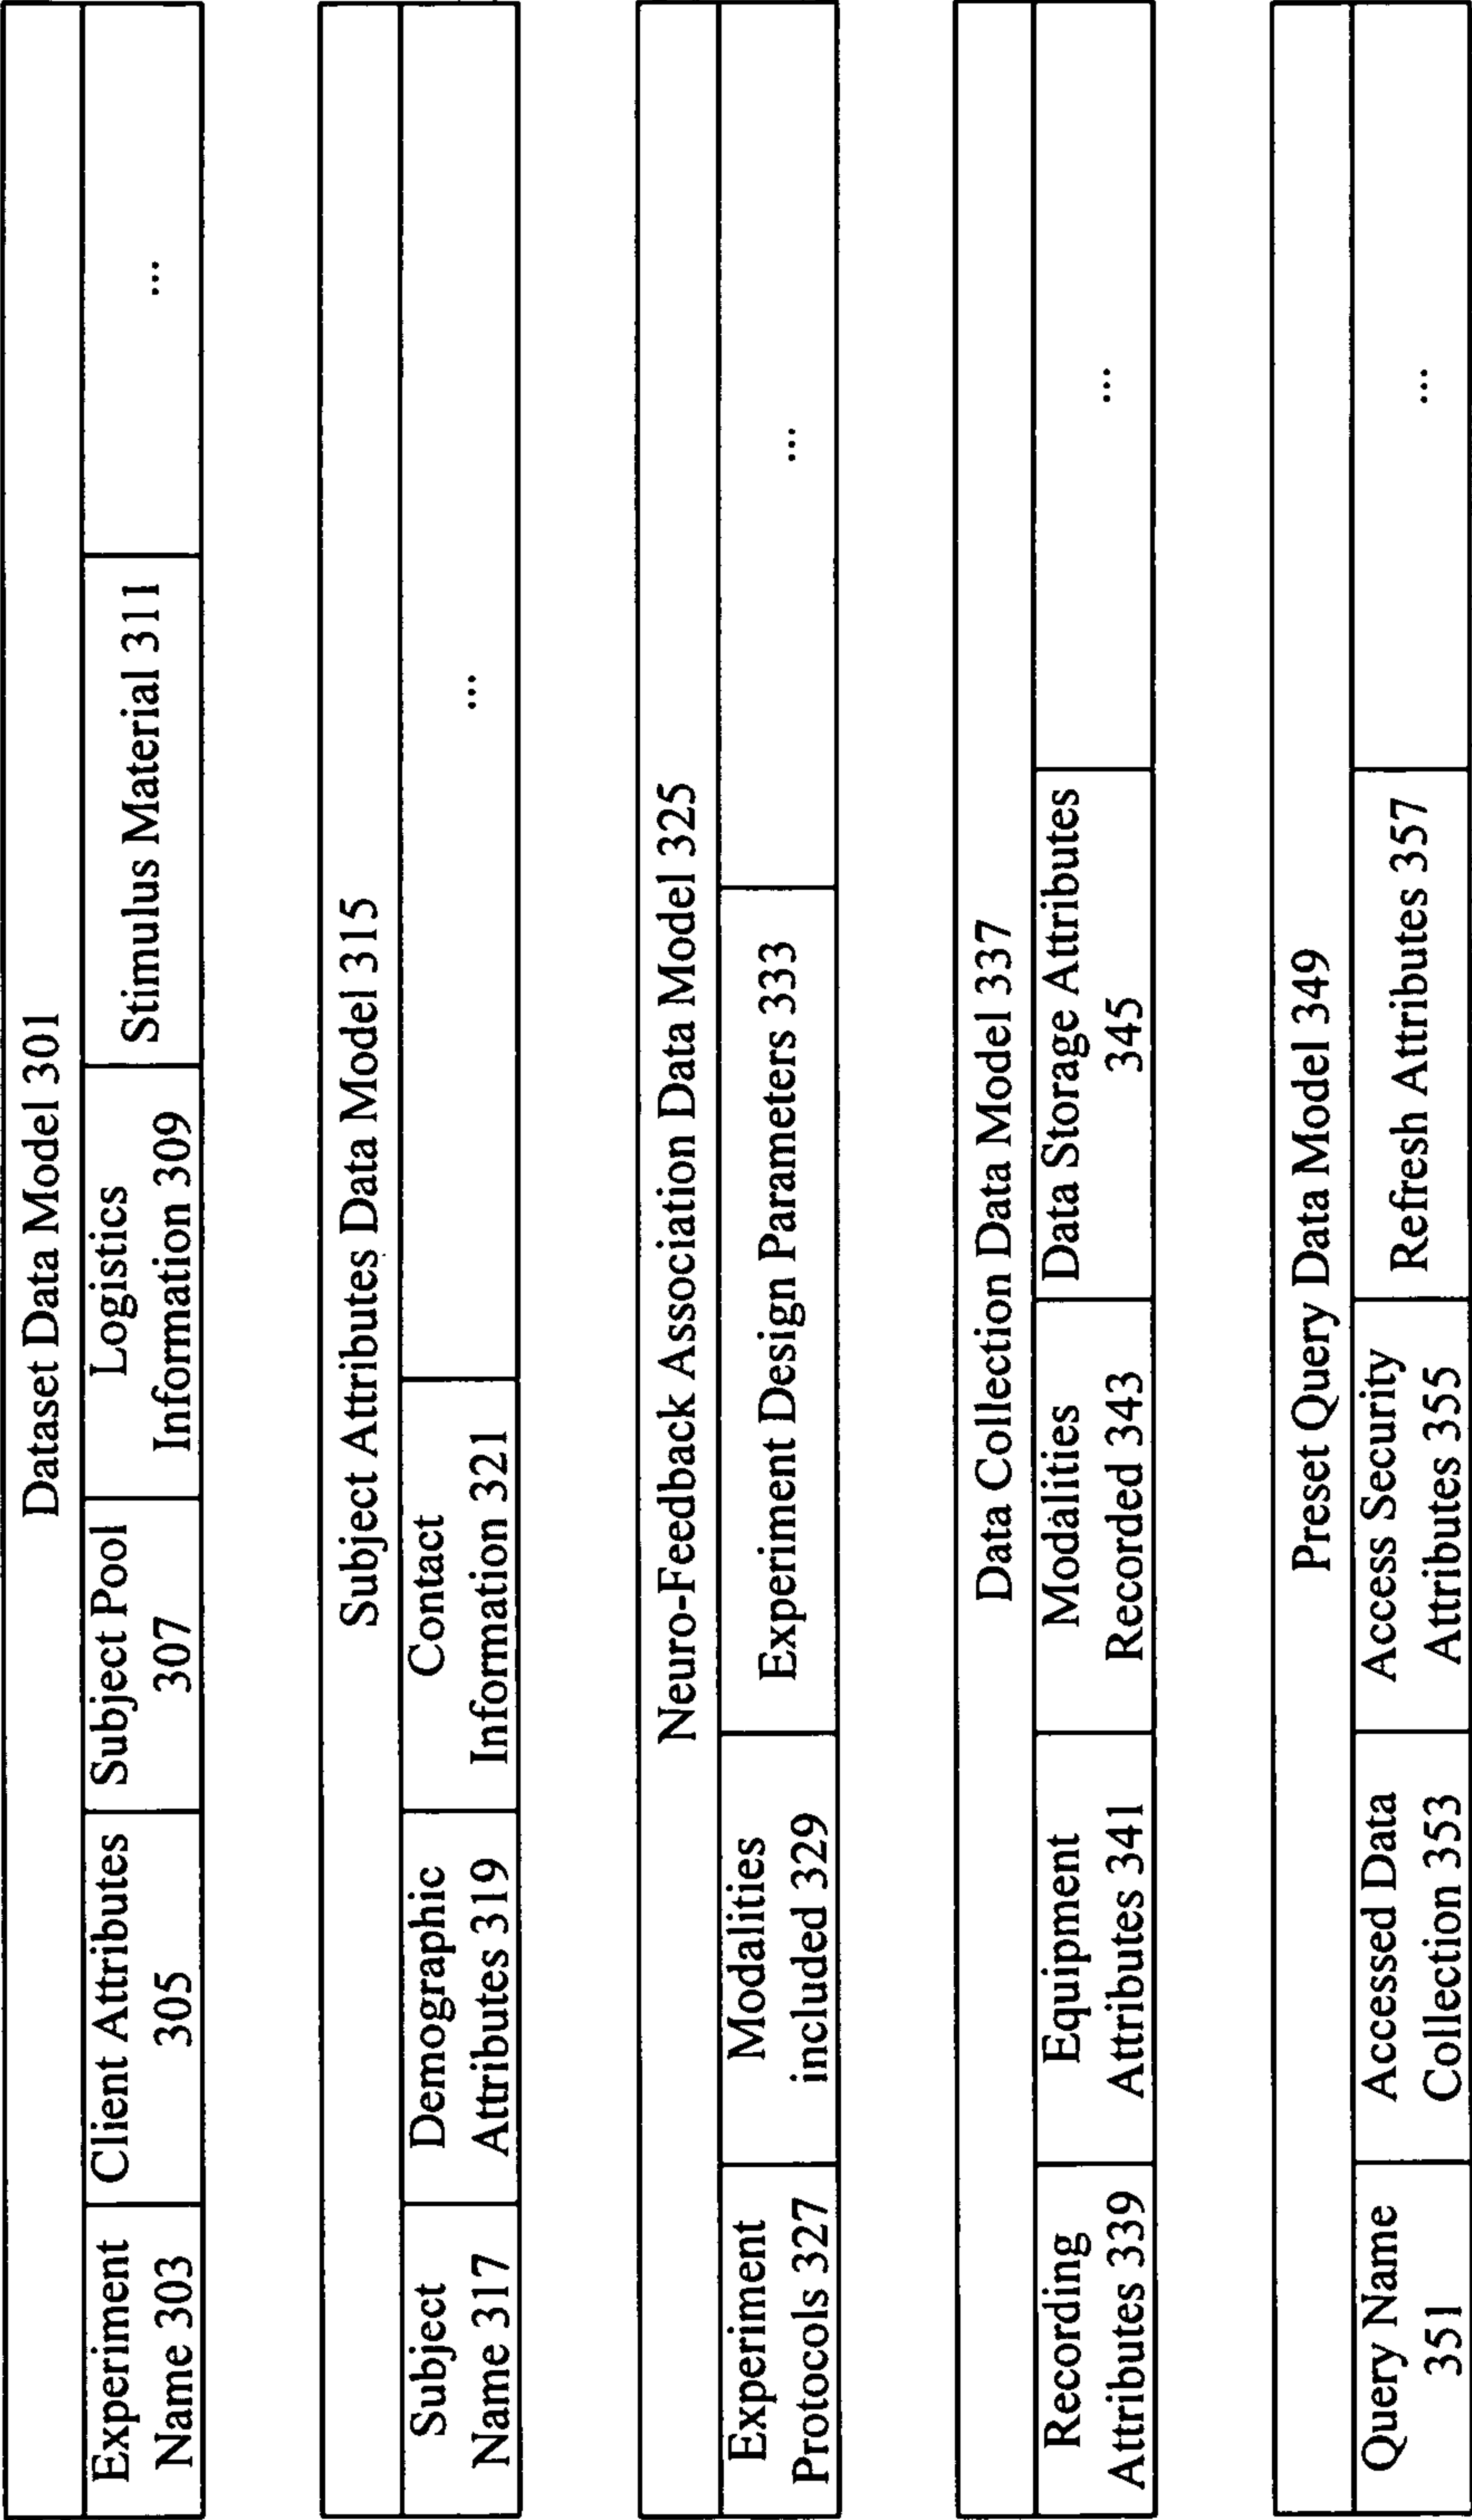 Dataset Data Model 301
Experiment
Name 303
Client Attributes
305
Subject Pool
307
Logistics
Information 309
Stimulus Material 311
...
Subject Attributes Data Model 315
Subject
Name 317
Demographic
Attributes 319
Contact
Information 321
...
Neuro-Feedback Association Data Model 325
Experiment
Protocols 327
Modalities
included 329
Experiment Design Parameters 333
...
Data Collection Data Model 337
Recording
Attributes 339
Equipment
Attributes 341
Modalities
Recorded 343
Data Storage Attributes
345
...
Preset Query Data Model 349
Query Name
351
Accessed Data
Collection 353
Access Security
Attributes 355
Refresh Attributes 357
...